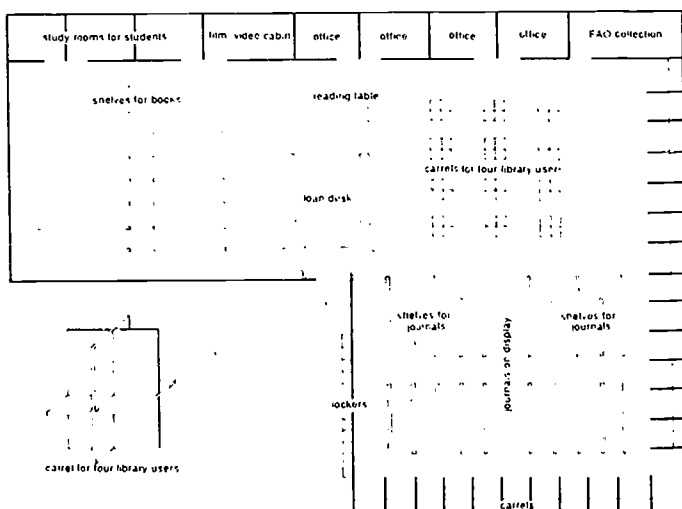 study rooms for students
film, video cabin
office
office
office
office
FAO collection
shelves for books
reading table
carrels for four library users
loan desk
shelves for
journals
journals on display
shelves for
journals
lockers
carrel for four library users
carrels